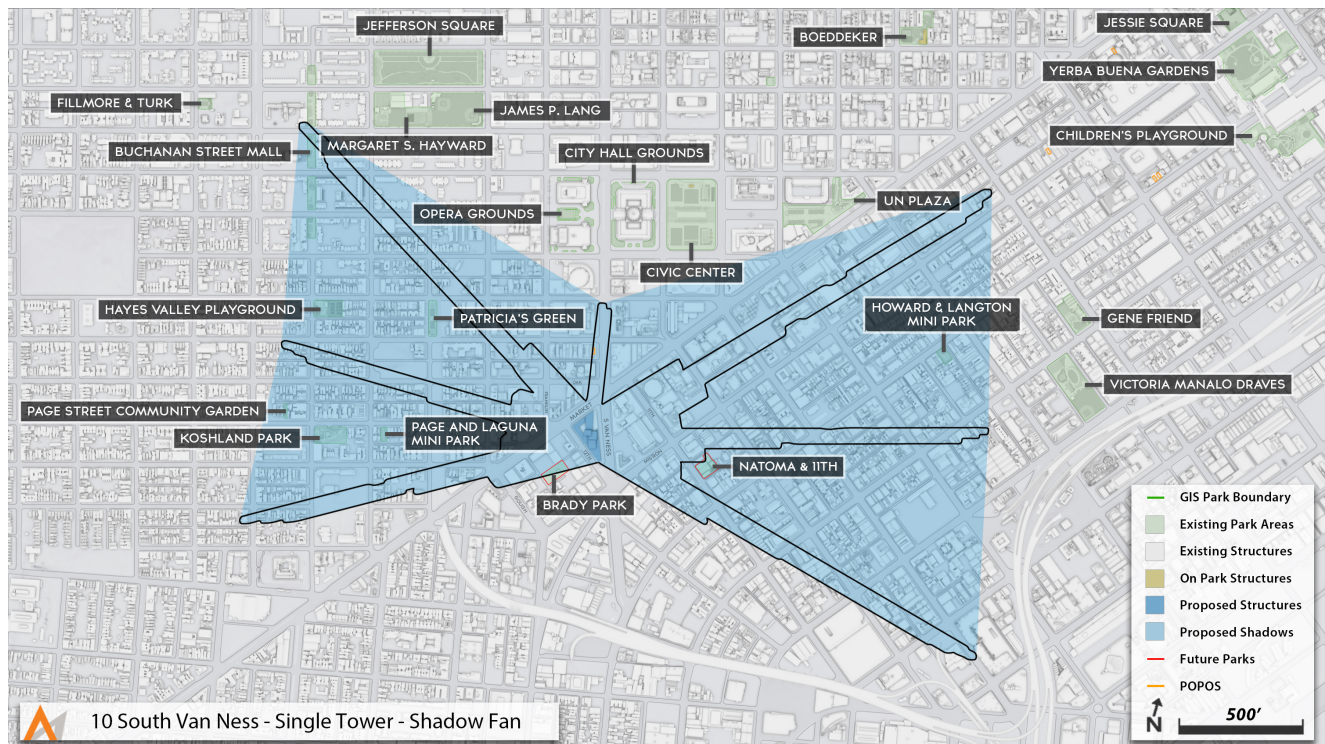 JEFFERSON SQUARE
BOEDDEKER
JESSIE SQUARE
YERBA BUENA GARDENS
FILLMORE & TURK
JAMES P. LANG
CHILDREN'S PLAYGROUND
MARGARET S. HAYWARD
BUCHANAN STREET MALL
CITY HALL GROUNDS
UN PLAZA
OPERA GROUNDS
CIVIC CENTER
HAYES VALLEY PLAYGROUND
PATRICIA'S GREEN
HOWARD & LANGTON
MINI PARK
GENE FRIEND
VICTORIA MANALO DRAVES
PAGE STREET COMMUNITY GARDEN
KOSHLAND PARK
PAGE AND LAGUNA
MINI PARK
MARKET
S VAN NESS
11TH
12TH
NATOMA & 11TH
BRADY PARK
GIS Park Boundary
Existing Park Areas
Existing Structures
On Park Structures
Proposed Structures
Proposed Shadows
Future Parks
POPOS
N
500'
10 South Van Ness - Single Tower - Shadow Fan